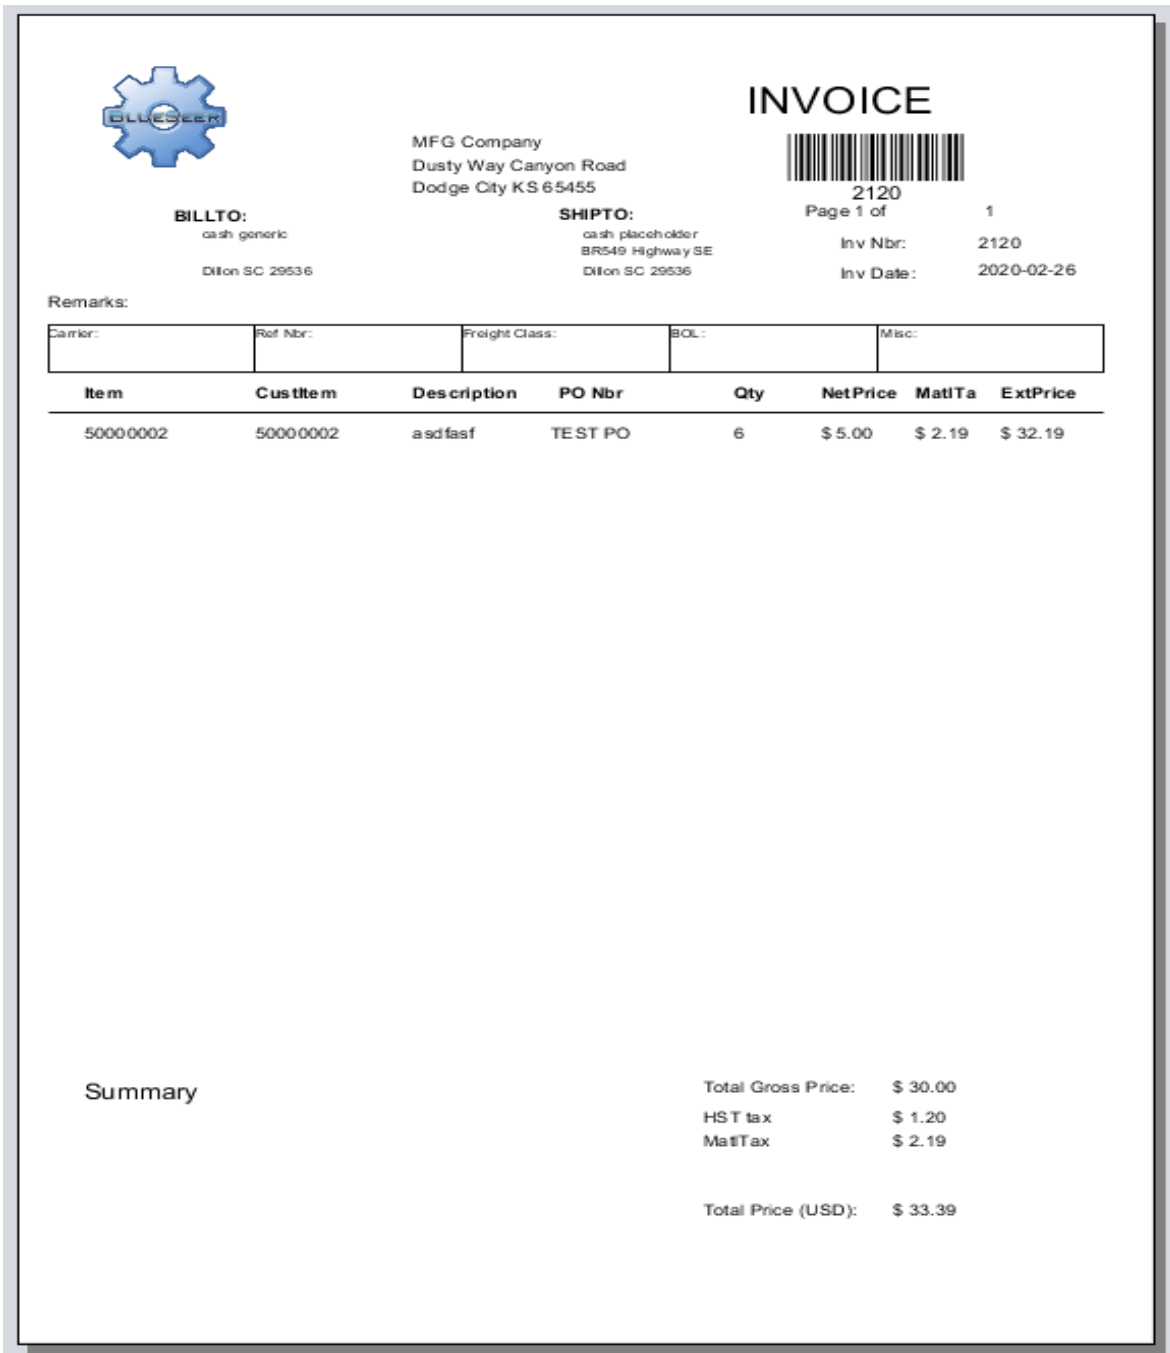 BLUESEER
INVOICE
MFG Company
Dusty Way Canyon Road
Dodge City KS 65455
2120
Page 1 of 1
BILLTO:
cash generic
Dillon SC 29536
SHIPTO:
cash placeholder
BR549 Highway SE
Dillon SC 29536
Inv Nbr: 2120
Inv Date: 2020-02-26
Remarks:
Carrier: Ref Nbr: Freight Class: BOL: Misc:
Item CustItem Description PO Nbr Qty NetPrice MatlTa ExtPrice
50000002 50000002 asdfasf TEST PO 6 $ 5.00 $ 2.19 $ 32.19
Summary
Total Gross Price: $ 30.00
HST tax $ 1.20
MatlTax $ 2.19
Total Price (USD): $ 33.39